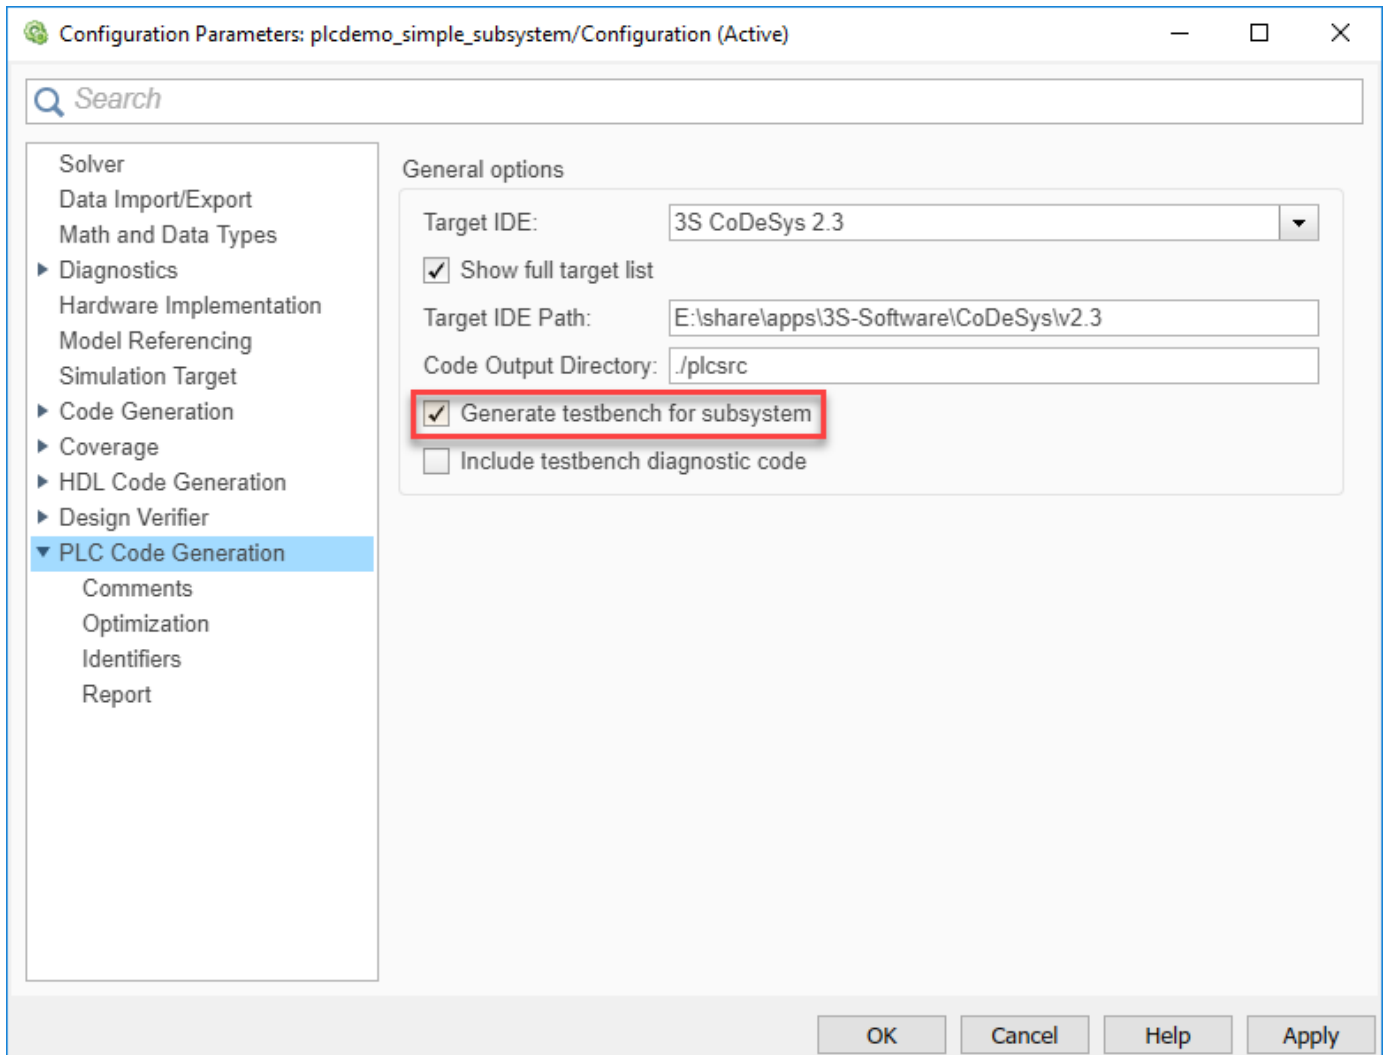 Configuration Parameters: plcdemo_simple_subsystem/Configuration (Active)
Search
Solver
Data Import/Export
Math and Data Types
Diagnostics
Hardware Implementation
Model Referencing
Simulation Target
Code Generation
Coverage
HDL Code Generation
Design Verifier
PLC Code Generation
Comments
Optimization
Identifiers
Report
General options
Target IDE: 3S CoDeSys 2.3
Show full target list
Target IDE Path: E:\share\apps\3S-Software\CoDeSys\v2.3
Code Output Directory: ./plcsrc
Generate testbench for subsystem
Include testbench diagnostic code
OK Cancel Help Apply